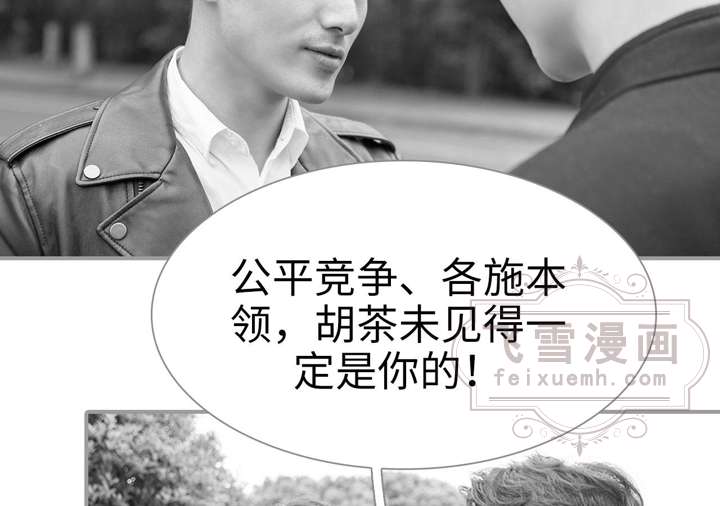 公平竞争、各施本
领，胡茶未见得一
定是你的！
飞雪漫画
feixuemh.com